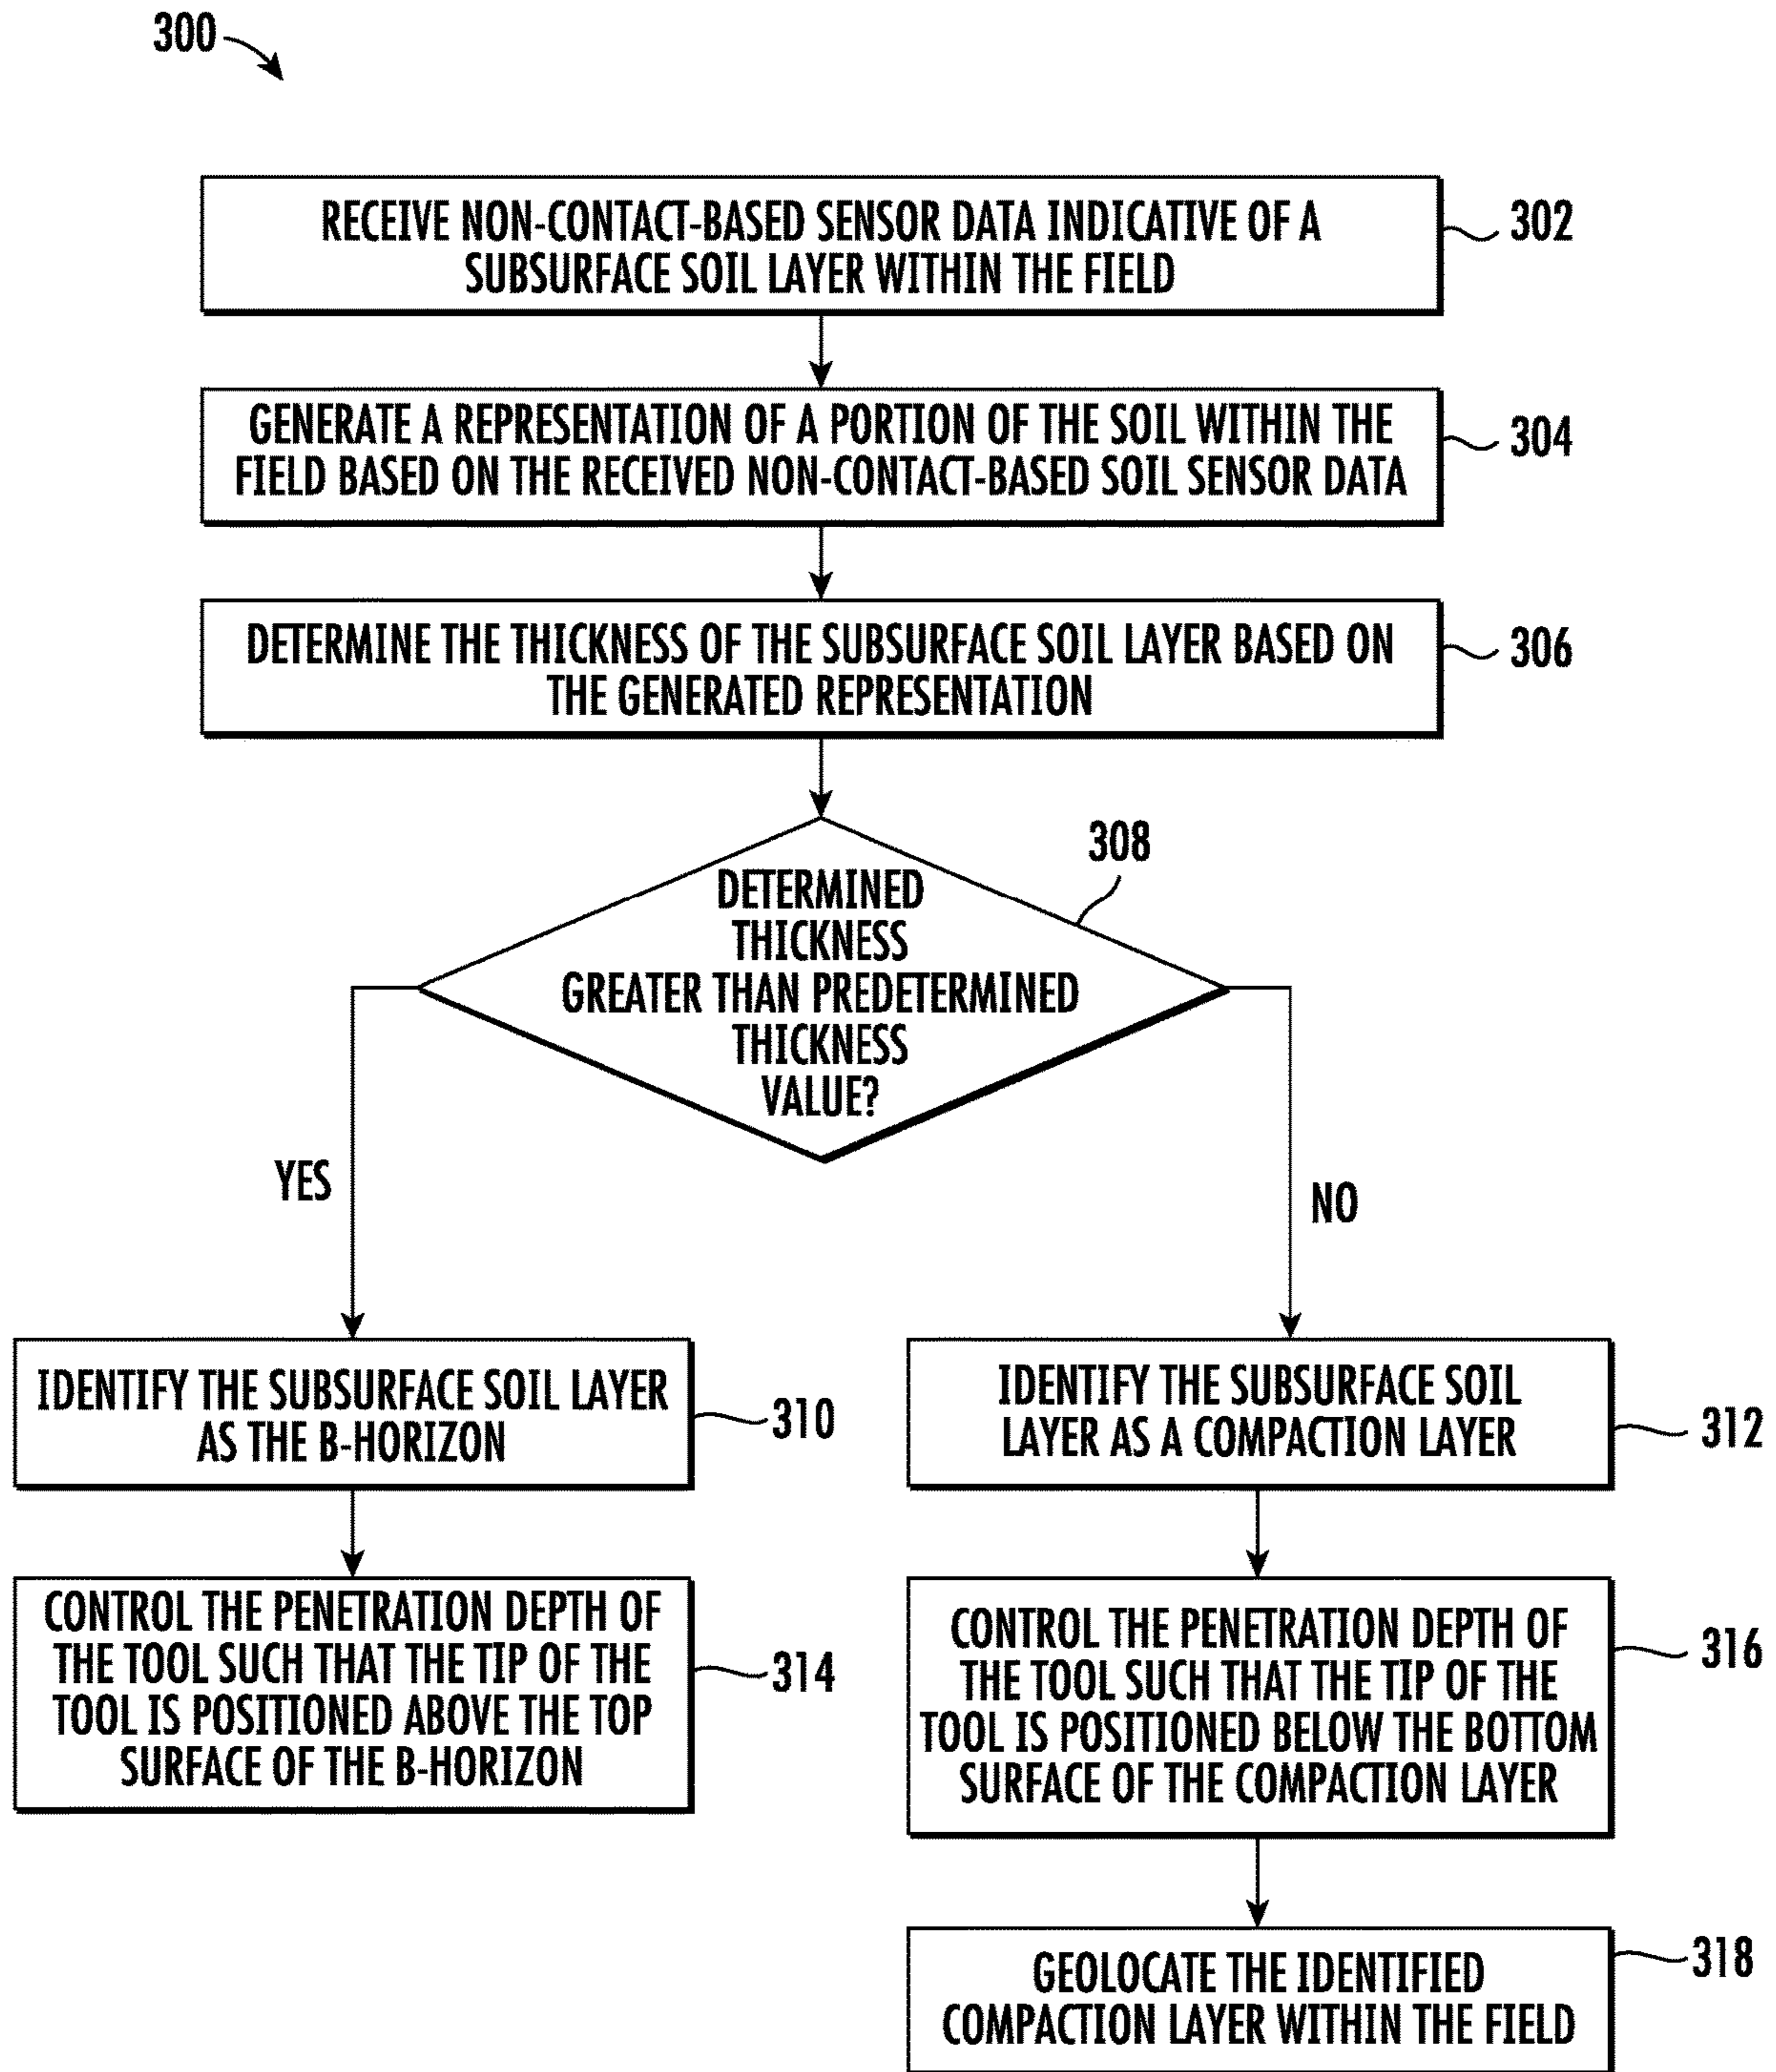 300
RECEIVE NON-CONTACT-BASED SENSOR DATA INDICATIVE OF A
SUBSURFACE SOIL LAYER WITHIN THE FIELD
302
GENERATE A REPRESENTATION OF A PORTION OF THE SOIL WITHIN THE
FIELD BASED ON THE RECEIVED NON-CONTACT-BASED SOIL SENSOR DATA
304
DETERMINE THE THICKNESS OF THE SUBSURFACE SOIL LAYER BASED ON
THE GENERATED REPRESENTATION
306
308
DETERMINED
THICKNESS
GREATER THAN PREDETERMINED
THICKNESS
VALUE?
YES
NO
IDENTIFY THE SUBSURFACE SOIL LAYER
AS THE B-HORIZON
310
IDENTIFY THE SUBSURFACE SOIL
LAYER AS A COMPACTION LAYER
312
CONTROL THE PENETRATION DEPTH OF
THE TOOL SUCH THAT THE TIP OF THE
TOOL IS POSITIONED ABOVE THE TOP
SURFACE OF THE B-HORIZON
314
CONTROL THE PENETRATION DEPTH OF
THE TOOL SUCH THAT THE TIP OF THE
TOOL IS POSITIONED BELOW THE BOTTOM
SURFACE OF THE COMPACTION LAYER
316
GEOLOCATE THE IDENTIFIED
COMPACTION LAYER WITHIN THE FIELD
318